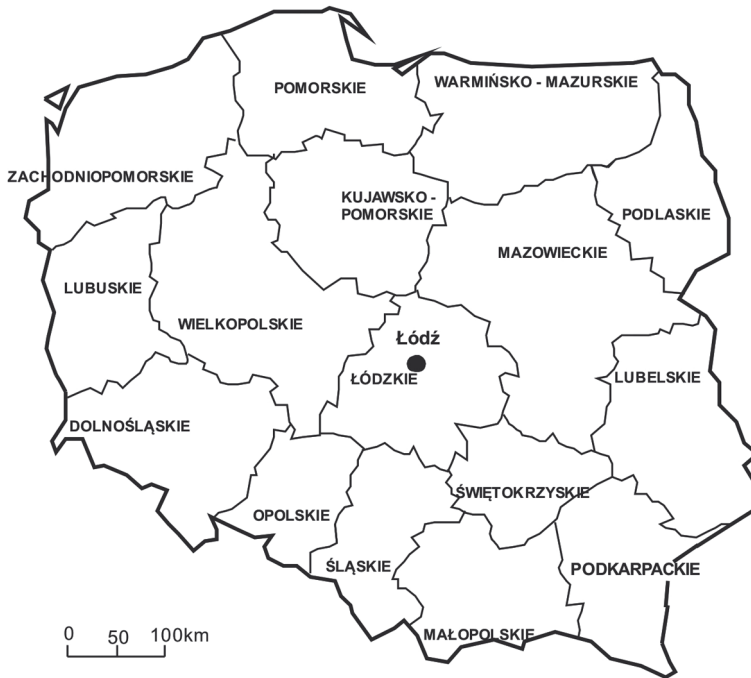 POMORSKIE
WARMIŃSKO - MAZURSKIE
ZACHODNIOPOMORSKIE
KUJAWSKO -
POMORSKIE
PODLASKIE
MAZOWIECKIE
LUBUSKIE
WIELKOPOLSKIE
Łódź
ŁÓDZKIE
LUBELSKIE
DOLNOŚLĄSKIE
ŚWIĘTOKRZYSKIE
OPOLSKIE
ŚLĄSKIE
PODKARPACKIE
MAŁOPOLSKIE
0 50 100km